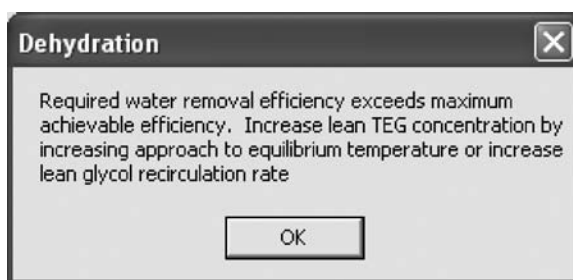 Dehydration
Required water removal efficiency exceeds maximum
achievable efficiency.  Increase lean TEG concentration by
increasing approach to equilibrium temperature or increase
lean glycol recirculation rate
OK